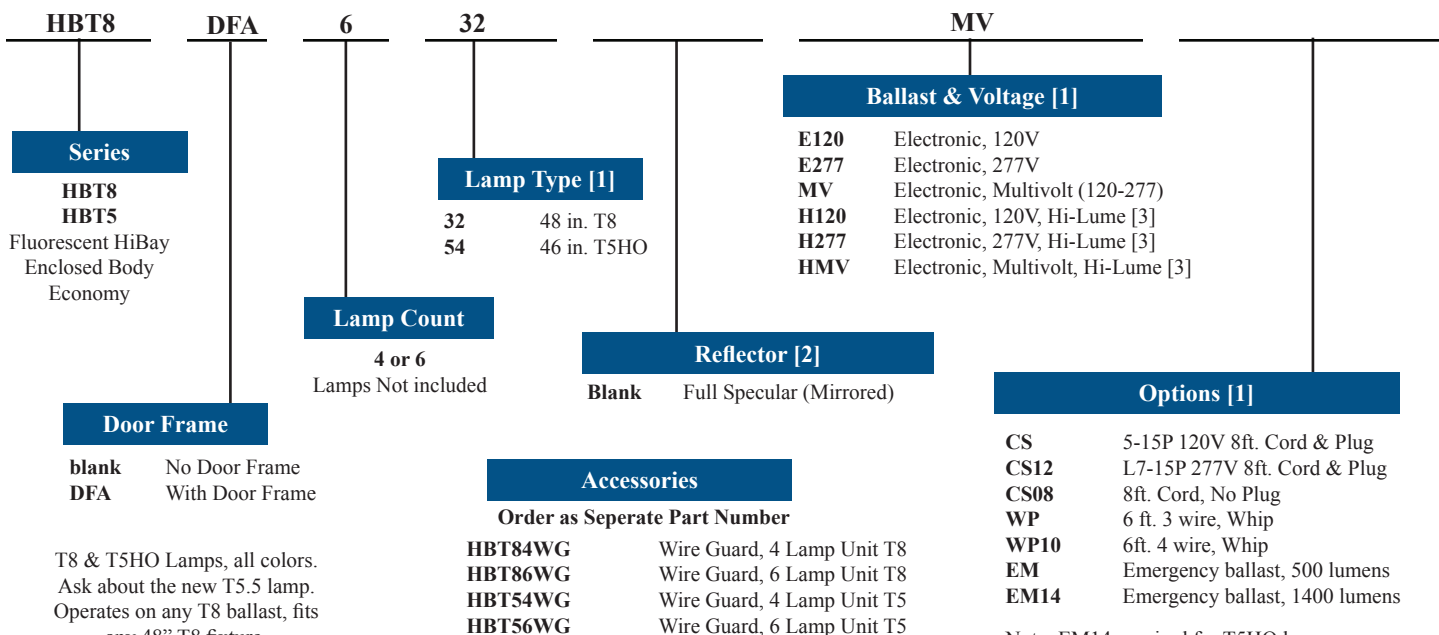 HBT8 DFA 6 32 MV
Series
HBT8
HBT5
Fluorescent HiBay
Enclosed Body
Economy
Door Frame
blank No Door Frame
DFA With Door Frame
T8 & T5HO Lamps, all colors.
Ask about the new T5.5 lamp.
Operates on any T8 ballast, fits
any 48” T8 fixture
Lamp Count
4 or 6
Lamps Not included
Lamp Type [1]
32 48 in. T8
54 46 in. T5HO
Reflector [2]
Blank Full Specular (Mirrored)
Accessories
Order as Seperate Part Number
HBT84WG Wire Guard, 4 Lamp Unit T8
HBT86WG Wire Guard, 6 Lamp Unit T8
HBT54WG Wire Guard, 4 Lamp Unit T5
HBT56WG Wire Guard, 6 Lamp Unit T5
Ballast & Voltage [1]
E120 Electronic, 120V
E277 Electronic, 277V
MV Electronic, Multivolt (120-277)
H120 Electronic, 120V, Hi-Lume [3]
H277 Electronic, 277V, Hi-Lume [3]
HMV Electronic, Multivolt, Hi-Lume [3]
Options [1]
CS 5-15P 120V 8ft. Cord & Plug
CS12 L7-15P 277V 8ft. Cord & Plug
CS08 8ft. Cord, No Plug
WP 6 ft. 3 wire, Whip
WP10 6ft. 4 wire, Whip
EM Emergency ballast, 500 lumens
EM14 Emergency ballast, 1400 lumens